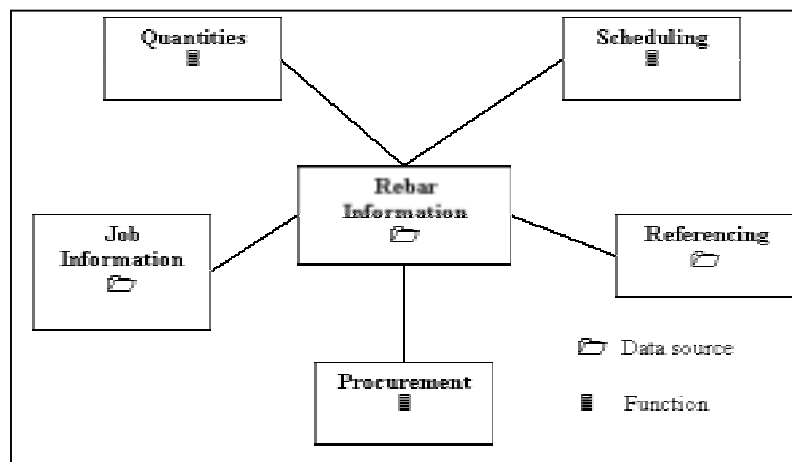 Quantities
Scheduling
Rebar
Information
Job
Information
Referencing
Data source
Procurement
Function